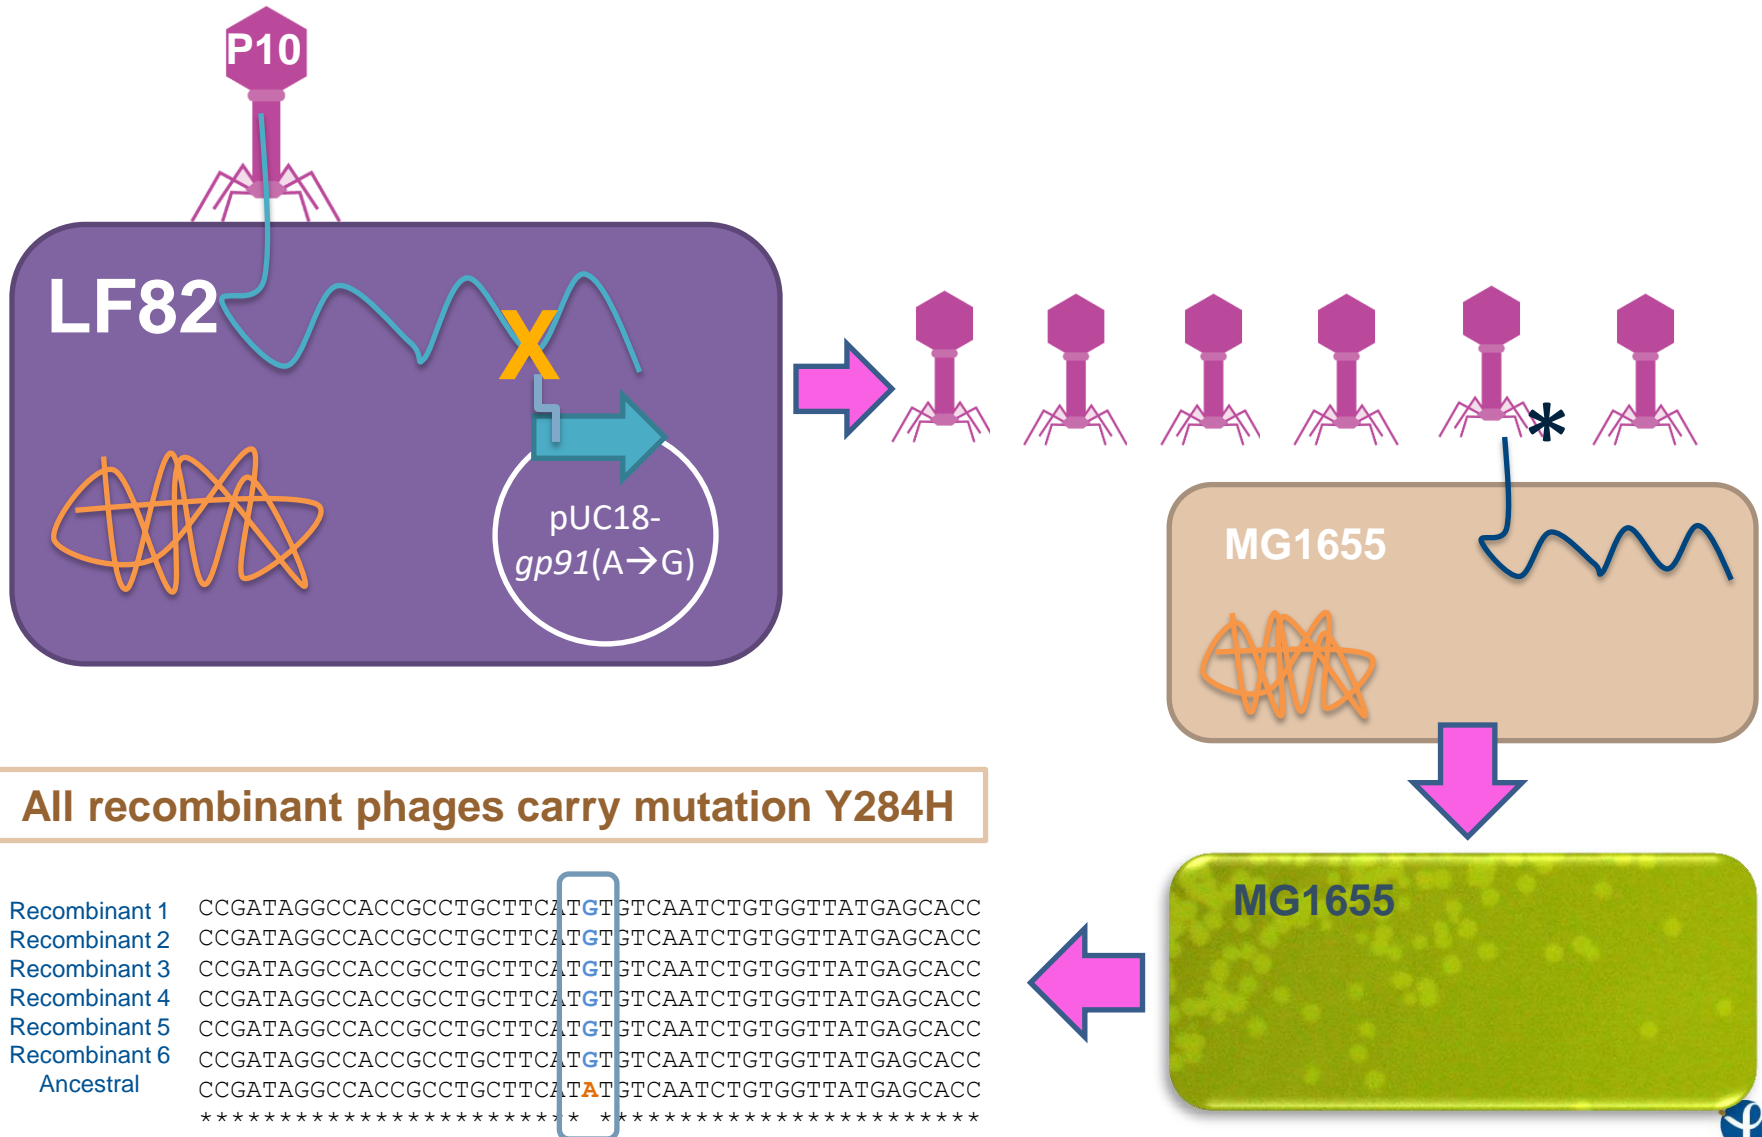 P10
LF82
pUC18-
gp91(A→G)
*
MG1655
MG1655
All recombinant phages carry mutation Y284H
Recombinant 1 CCGATAGGCCACCGCCTGCTTCATGTGTCAATCTGTGGTTATGAGCACC
Recombinant 2 CCGATAGGCCACCGCCTGCTTCATGTGTCAATCTGTGGTTATGAGCACC
Recombinant 3 CCGATAGGCCACCGCCTGCTTCATGTGTCAATCTGTGGTTATGAGCACC
Recombinant 4 CCGATAGGCCACCGCCTGCTTCATGTGTCAATCTGTGGTTATGAGCACC
Recombinant 5 CCGATAGGCCACCGCCTGCTTCATGTGTCAATCTGTGGTTATGAGCACC
Recombinant 6 CCGATAGGCCACCGCCTGCTTCATGTGTCAATCTGTGGTTATGAGCACC
Ancestral CCGATAGGCCACCGCCTGCTTCATATGTCAATCTGTGGTTATGAGCACC
************************ ************************